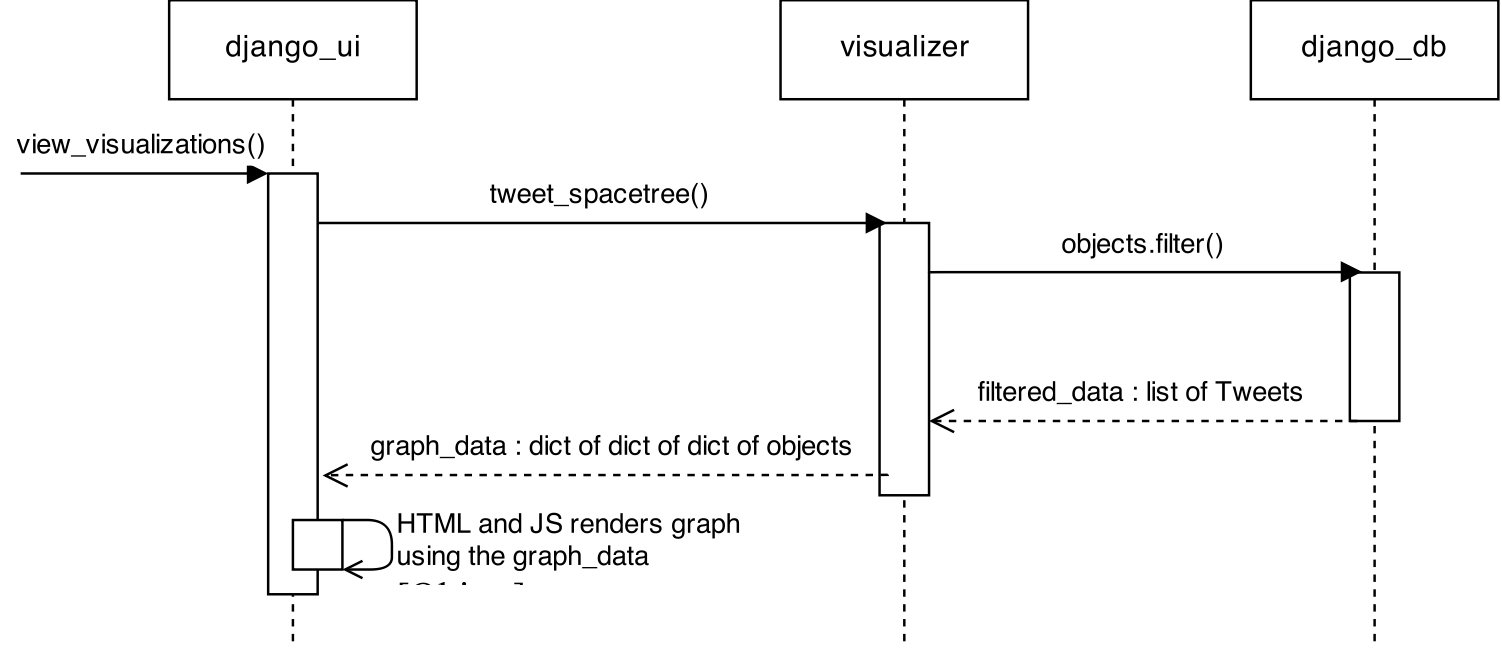 django_ui
visualizer
django_db
view_visualizations()
tweet_spacetree()
objects.filter()
filtered_data : list of Tweets
graph_data : dict of dict of dict of objects
HTML and JS renders graph
using the graph_data